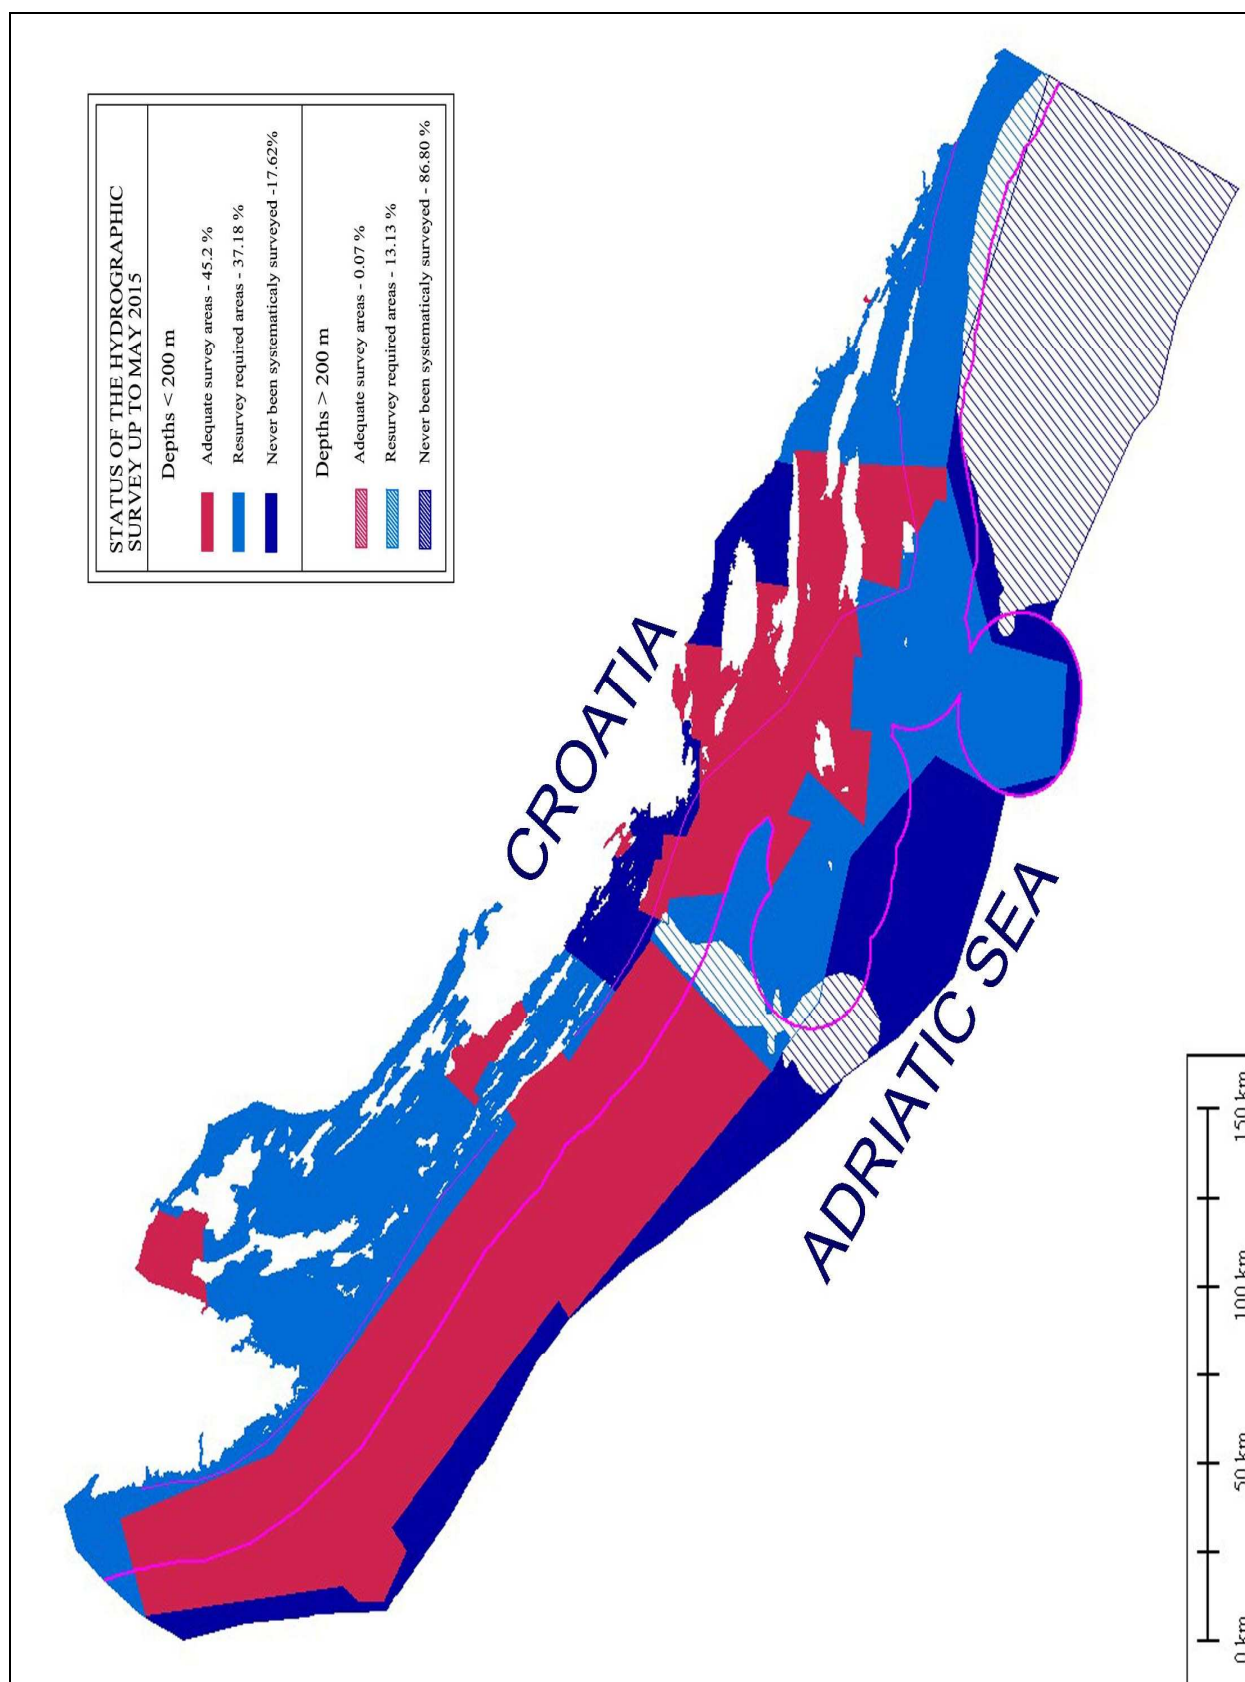 STATUS OF THE HYDROGRAPHIC
SURVEY UP TO MAY 2015
Depths < 200 m
Adequate survey areas - 45.2 %
Resurvey required areas - 37.18 %
Never been systematicaly surveyed -17.62%
Depths > 200 m
Adequate survey areas - 0.07 %
Resurvey required areas - 13.13 %
Never been systematicaly surveyed - 86.80 %
CROATIA
ADRIATIC SEA
0 km 50 km 100 km 150 km